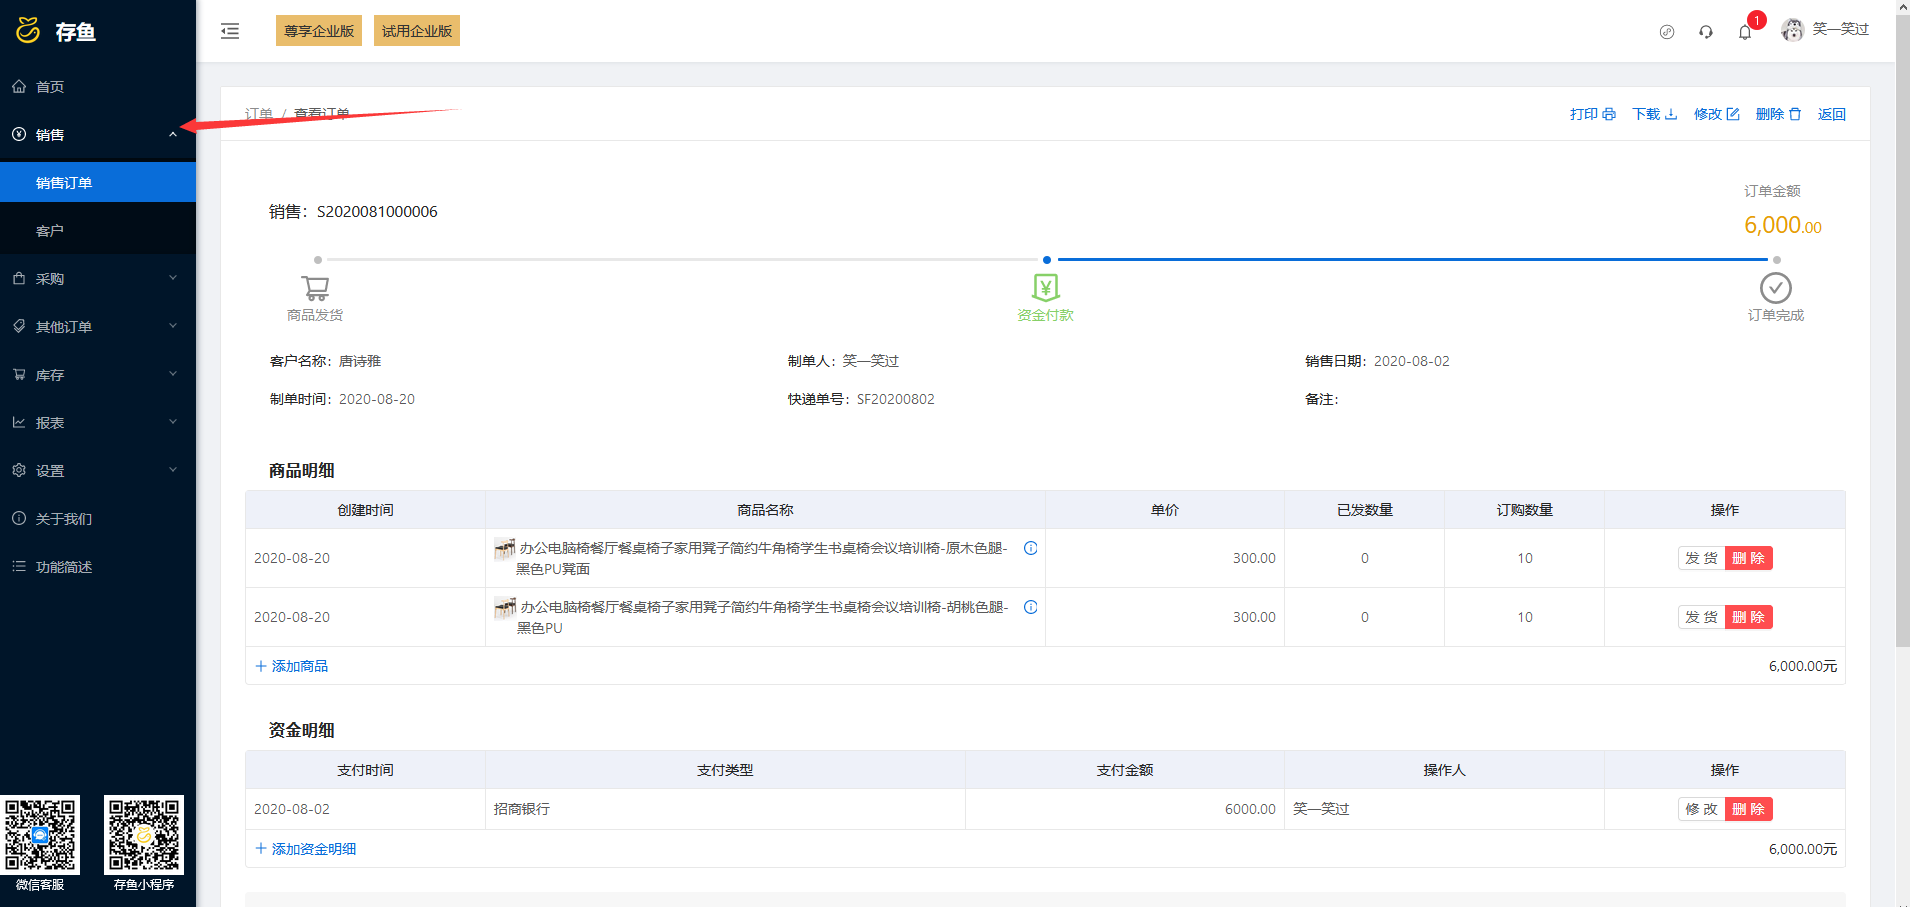 存鱼
尊享企业版 试用企业版
1
笑一笑过
首页
销售
销售订单
客户
采购
其他订单
库存
报表
设置
关于我们
功能简述
微信客服 存鱼小程序
订单 / 查看订单
打印 下载 修改 删除 返回
销售：S2020081000006
订单金额
6,000.00
商品发货 资金付款 订单完成
客户名称：唐诗雅 制单人：笑一笑过 销售日期：2020-08-02
制单时间：2020-08-20 快递单号：SF20200802 备注：
商品明细
创建时间 商品名称 单价 已发数量 订购数量 操作
2020-08-20 办公电脑椅餐厅餐桌椅子家用凳子简约牛角椅学生书桌椅会议培训椅-原木色腿- 300.00 0 10 发 货 删 除
黑色PU凳面
2020-08-20 办公电脑椅餐厅餐桌椅子家用凳子简约牛角椅学生书桌椅会议培训椅-胡桃色腿- 300.00 0 10 发 货 删 除
黑色PU
+ 添加商品 6,000.00元
资金明细
支付时间 支付类型 支付金额 操作人 操作
2020-08-02 招商银行 6000.00 笑一笑过 修 改 删 除
+ 添加资金明细 6,000.00元